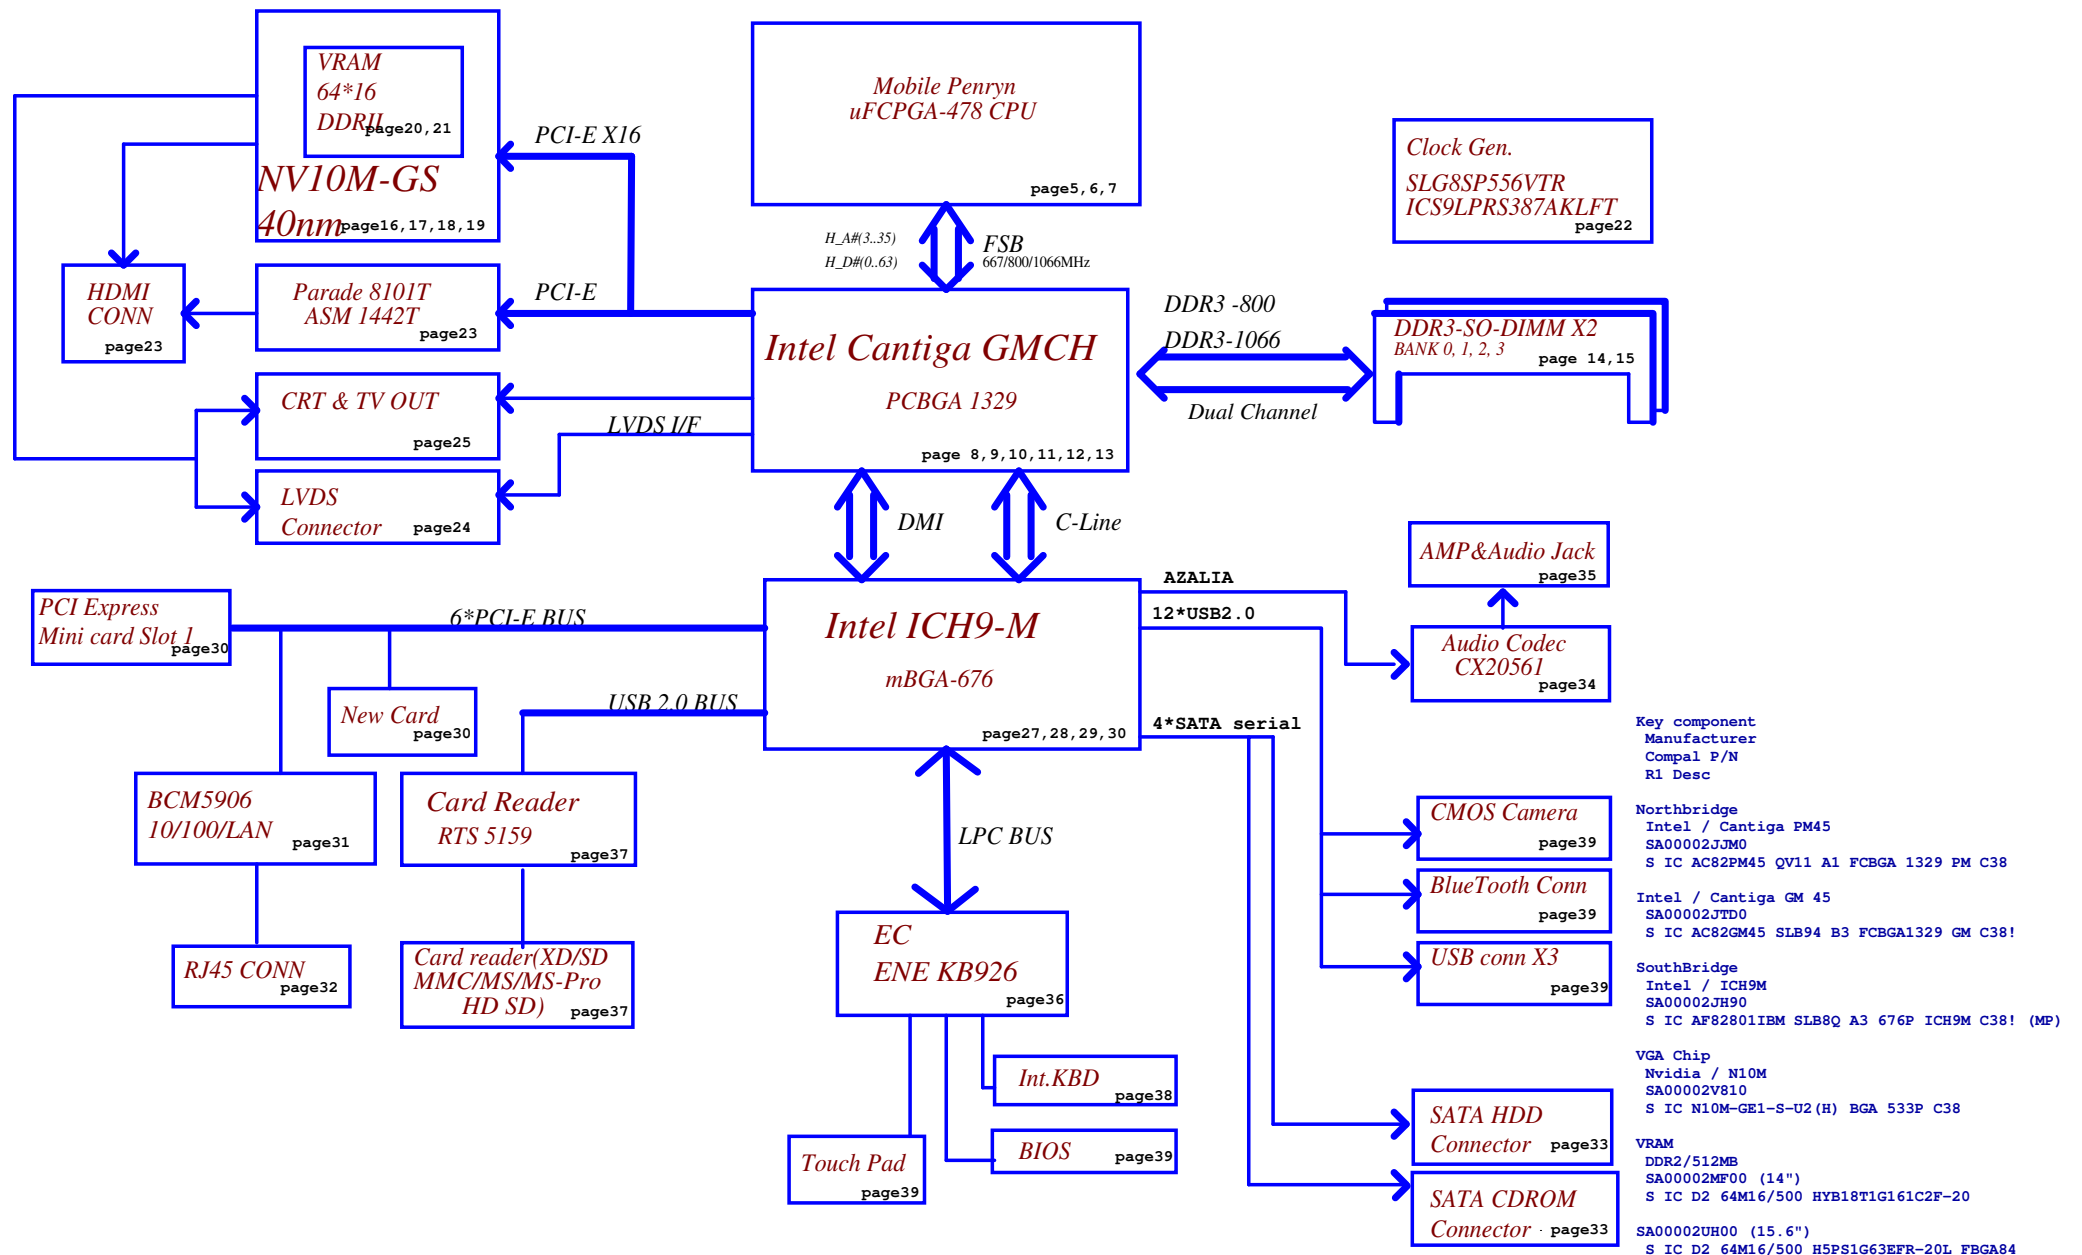 VRAM
64*16
DDRII
page20,21
NV10M-GS
40nm
page16,17,18,19
PCI-E X16
Mobile Penryn
uFCPGA-478 CPU
page5,6,7
Clock Gen.
SLG8SP556VTR
ICS9LPRS387AKLFT
page22
H_A#(3..35)
H_D#(0..63)
FSB
667/800/1066MHz
HDMI
CONN
page23
Parade 8101T
ASM 1442T
page23
PCI-E
Intel Cantiga GMCH
PCBGA 1329
page 8,9,10,11,12,13
DDR3 -800
DDR3-1066
Dual Channel
DDR3-SO-DIMM X2
BANK 0, 1, 2, 3
page 14,15
CRT & TV OUT
page25
LVDS I/F
LVDS
Connector
page24
DMI
C-Line
PCI Express
Mini card Slot 1
page30
6*PCI-E BUS
New Card
page30
USB 2.0 BUS
Intel ICH9-M
mBGA-676
page27,28,29,30
AZALIA
12*USB2.0
4*SATA serial
AMP&Audio Jack
page35
Audio Codec
CX20561
page34
BCM5906
10/100/LAN
page31
Card Reader
RTS 5159
page37
RJ45 CONN
page32
Card reader(XD/SD
MMC/MS/MS-Pro
HD SD)
page37
LPC BUS
EC
ENE KB926
page36
Int.KBD
page38
BIOS
page39
Touch Pad
page39
CMOS Camera
page39
BlueTooth Conn
page39
USB conn X3
page39
SATA HDD
Connector
page33
SATA CDROM
Connector
page33
Key component
Manufacturer
Compal P/N
R1 Desc
Northbridge
Intel / Cantiga PM45
SA00002JJM0
S IC AC82PM45 QV11 A1 FCBGA 1329 PM C38
Intel / Cantiga GM 45
SA00002JTD0
S IC AC82GM45 SLB94 B3 FCBGA1329 GM C38!
SouthBridge
Intel / ICH9M
SA00002JH90
S IC AF82801IBM SLB8Q A3 676P ICH9M C38! (MP)
VGA Chip
Nvidia / N10M
SA00002V810
S IC N10M-GE1-S-U2(H) BGA 533P C38
VRAM
DDR2/512MB
SA00002MF00 (14")
S IC D2 64M16/500 HYB18T1G161C2F-20
SA00002UH00 (15.6")
S IC D2 64M16/500 H5PS1G63EFR-20L FBGA84